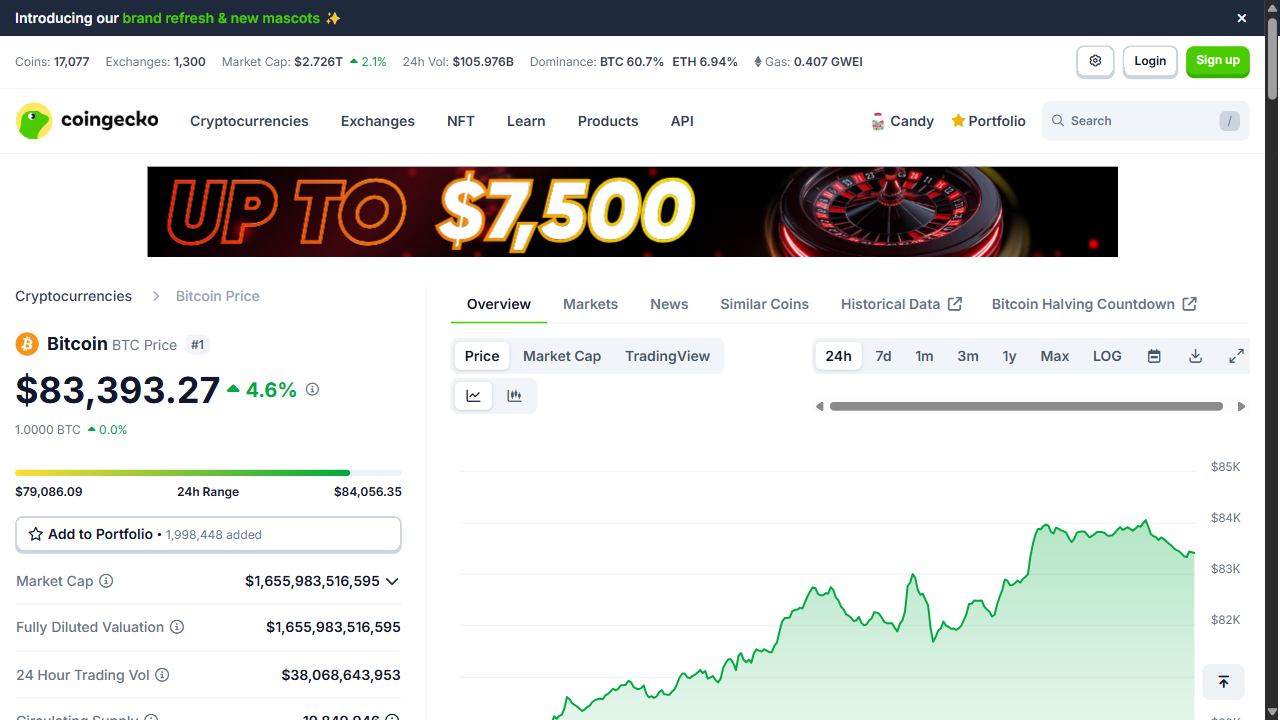 Introducing our brand refresh & new mascots ✨
Coins: 17,077 Exchanges: 1,300 Market Cap: $2.726T 2.1% 24h Vol: $105.976B Dominance: BTC 60.7% ETH 6.94% Gas: 0.407 GWEI
Login
Sign up
coingecko
Cryptocurrencies Exchanges NFT Learn Products API
Candy Portfolio
Search /
UP TO $7,500
Cryptocurrencies > Bitcoin Price
Bitcoin BTC Price #1
$83,393.27 4.6%
1.0000 BTC 0.0%
$79,086.09 24h Range $84,056.35
Add to Portfolio • 1,998,448 added
Market Cap $1,655,983,516,595
Fully Diluted Valuation $1,655,983,516,595
24 Hour Trading Vol $38,068,643,953
Overview Markets News Similar Coins Historical Data Bitcoin Halving Countdown
Price Market Cap TradingView
24h 7d 1m 3m 1y Max LOG
$85K
$84K
$83K
$82K